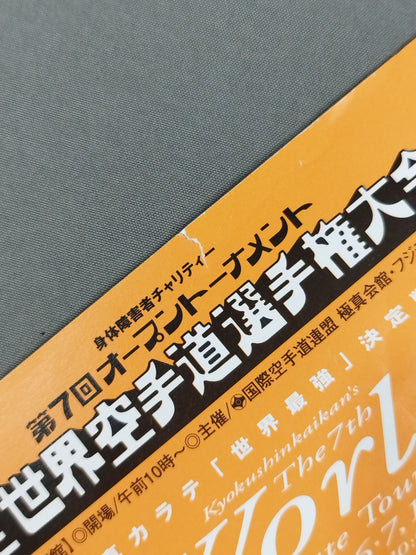 身体障害者チャリティー
第7回オープントーナメント
世界空手道選手権大会
館]◎開場/午前10時〜◎主催/国際空手道連盟 極真会館・フジ
カラテ「世界最強」決定
Kyokushinkaikan's
The 7th
Worl
te Tou